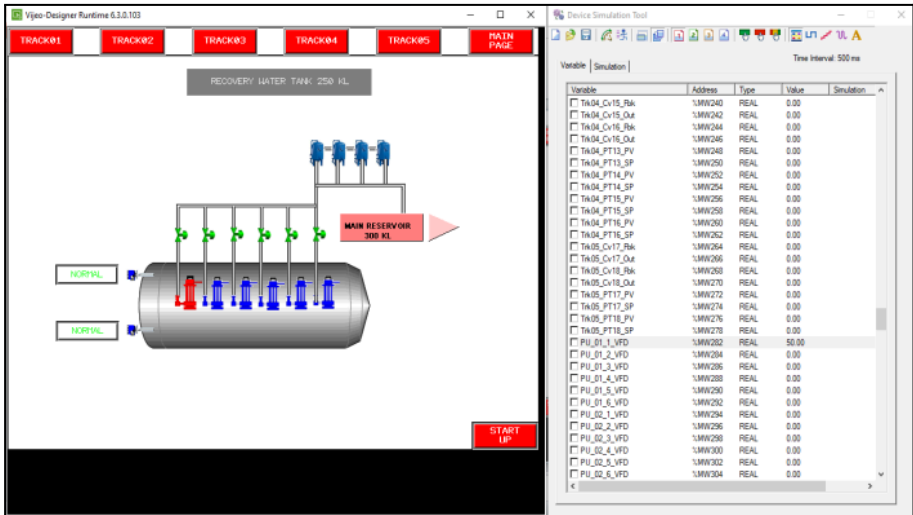 Vijeo-Designer Runtime 6.3.0.103
TRACK01 TRACK02 TRACK03 TRACK04 TRACK05 MAIN PAGE
RECOVERY WATER TANK 250 KL
MAIN RESERVOIR
300 KL
NORMAL
NORMAL
START UP
Device Simulation Tool
Time Interval: 500 ms
Variable Simulation
Variable Address Type Value Simulation
Trk04_Cv15_Fbk %MW240 REAL 0.00
Trk04_Cv15_Out %MW242 REAL 0.00
Trk04_Cv16_Fbk %MW244 REAL 0.00
Trk04_Cv16_Out %MW246 REAL 0.00
Trk04_PT13_PV %MW248 REAL 0.00
Trk04_PT13_SP %MW250 REAL 0.00
Trk04_PT14_PV %MW252 REAL 0.00
Trk04_PT14_SP %MW254 REAL 0.00
Trk04_PT15_PV %MW256 REAL 0.00
Trk04_PT15_SP %MW258 REAL 0.00
Trk04_PT16_PV %MW260 REAL 0.00
Trk04_PT16_SP %MW262 REAL 0.00
Trk05_Cv17_Fbk %MW264 REAL 0.00
Trk05_Cv17_Out %MW266 REAL 0.00
Trk05_Cv18_Fbk %MW268 REAL 0.00
Trk05_Cv18_Out %MW270 REAL 0.00
Trk05_PT17_PV %MW272 REAL 0.00
Trk05_PT17_SP %MW274 REAL 0.00
Trk05_PT18_PV %MW276 REAL 0.00
Trk05_PT18_SP %MW278 REAL 0.00
PU_01_1_VFD %MW282 REAL 50.00
PU_01_2_VFD %MW284 REAL 0.00
PU_01_3_VFD %MW286 REAL 0.00
PU_01_4_VFD %MW288 REAL 0.00
PU_01_5_VFD %MW290 REAL 0.00
PU_01_6_VFD %MW292 REAL 0.00
PU_02_1_VFD %MW294 REAL 0.00
PU_02_2_VFD %MW296 REAL 0.00
PU_02_3_VFD %MW298 REAL 0.00
PU_02_4_VFD %MW300 REAL 0.00
PU_02_5_VFD %MW302 REAL 0.00
PU_02_6_VFD %MW304 REAL 0.00